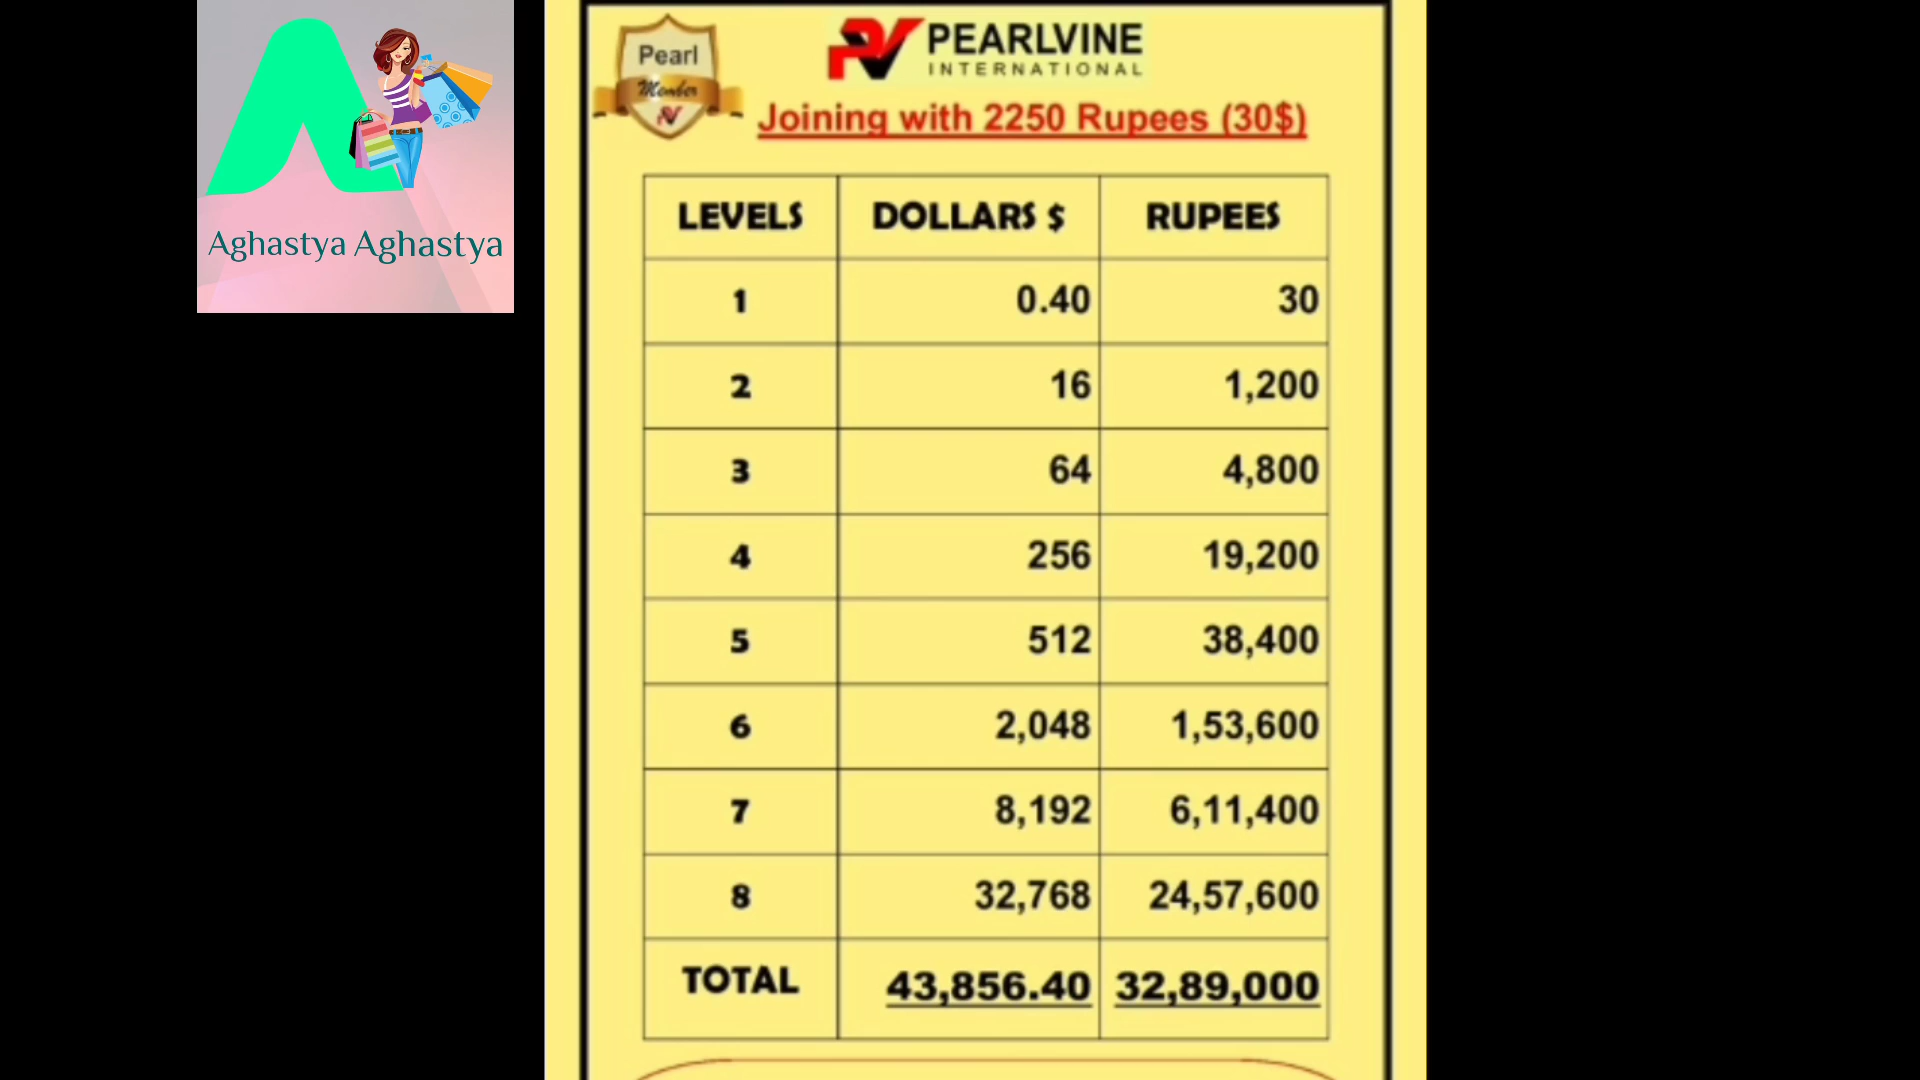 Aghastya Aghastya
Pearl
Member
PV
PEARLVINE
INTERNATIONAL
Joining with 2250 Rupees (30$)
LEVELS DOLLARS $ RUPEES
1 0.40 30
2 16 1,200
3 64 4,800
4 256 19,200
5 512 38,400
6 2,048 1,53,600
7 8,192 6,11,400
8 32,768 24,57,600
TOTAL 43,856.40 32,89,000